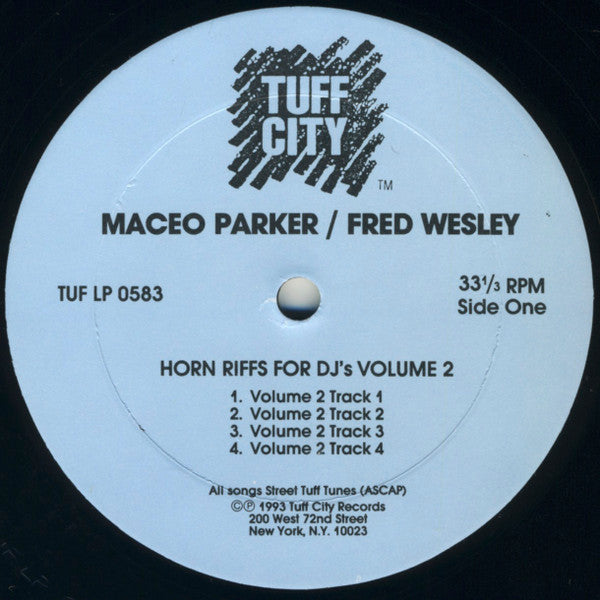 TUFF
CITY
TM
MACEO PARKER / FRED WESLEY
TUF LP 0583
33 1/3 RPM
Side One
HORN RIFFS FOR DJ's VOLUME 2
1. Volume 2 Track 1
2. Volume 2 Track 2
3. Volume 2 Track 3
4. Volume 2 Track 4
All songs Street Tuff Tunes (ASCAP)
©℗ 1993 Tuff City Records
200 West 72nd Street
New York, N.Y. 10023